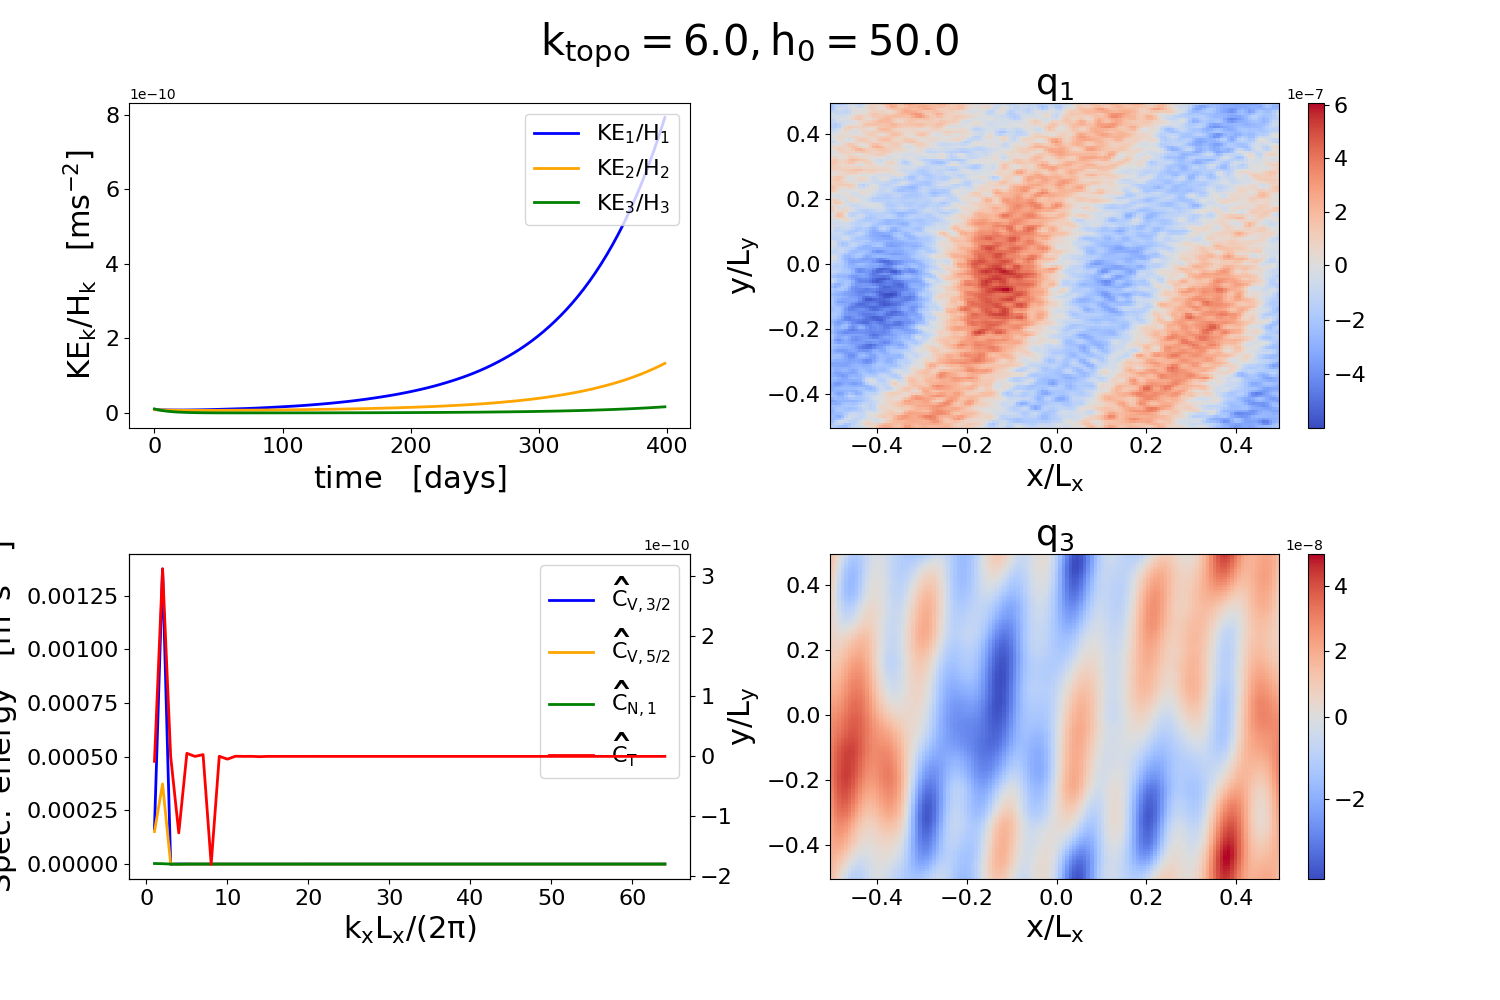 k_topo = 6.0, h_0 = 50.0
1e−10
8
6
4
2
0
KE_k/H_k [ms^−2]
0 100 200 300 400
time [days]
KE_1/H_1
KE_2/H_2
KE_3/H_3
q_1
1e−7
0.4
0.2
0.0
−0.2
−0.4
y/L_y
−0.4 −0.2 0.0 0.2 0.4
x/L_x
6
4
2
0
−2
−4
1e−10
0.00125
0.00100
0.00075
0.00050
0.00025
0.00000
Spec. energy
0 10 20 30 40 50 60
k_xL_x/(2π)
3
2
1
0
−1
−2
Ĉ_V, 3/2
Ĉ_V, 5/2
Ĉ_N, 1
Ĉ_T
q_3
1e−8
0.4
0.2
0.0
−0.2
−0.4
y/L_y
−0.4 −0.2 0.0 0.2 0.4
x/L_x
4
2
0
−2